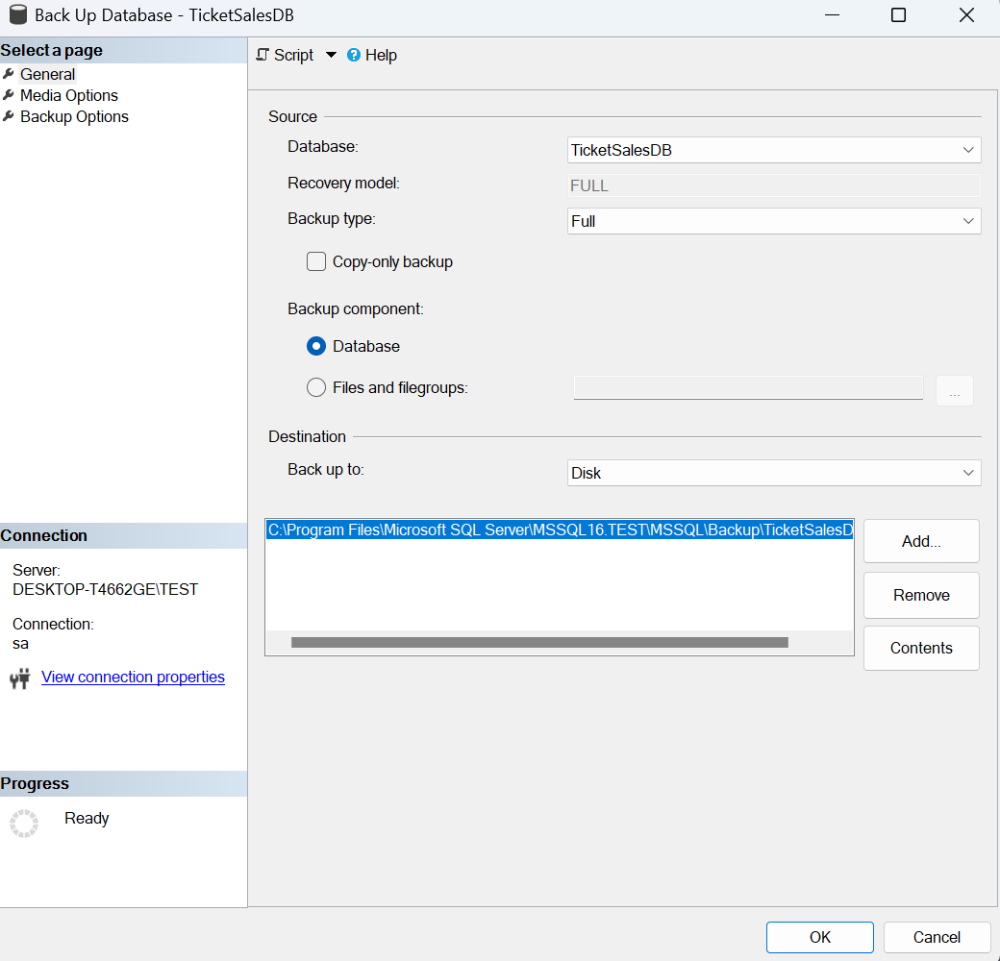 Back Up Database - TicketSalesDB
Select a page
General
Media Options
Backup Options
Script
Help
Source
Database:
TicketSalesDB
Recovery model:
FULL
Backup type:
Full
Copy-only backup
Backup component:
Database
Files and filegroups:
...
Destination
Back up to:
Disk
C:\Program Files\Microsoft SQL Server\MSSQL16.TEST\MSSQL\Backup\TicketSalesD
Add...
Remove
Contents
Connection
Server:
DESKTOP-T4662GE\TEST
Connection:
sa
View connection properties
Progress
Ready
OK
Cancel